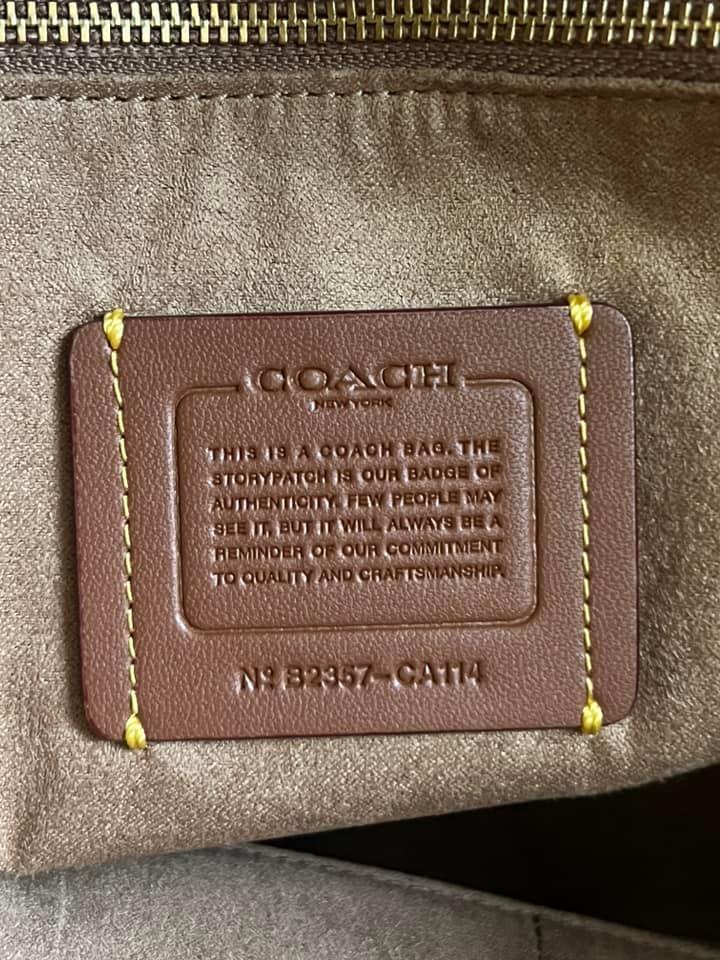 COACH
NEW YORK
THIS IS A COACH BAG. THE
STORYPATCH IS OUR BADGE OF
AUTHENTICITY. FEW PEOPLE MAY
SEE IT, BUT IT WILL ALWAYS BE A
REMINDER OF OUR COMMITMENT
TO QUALITY AND CRAFTSMANSHIP.
Nº B2357-CA114